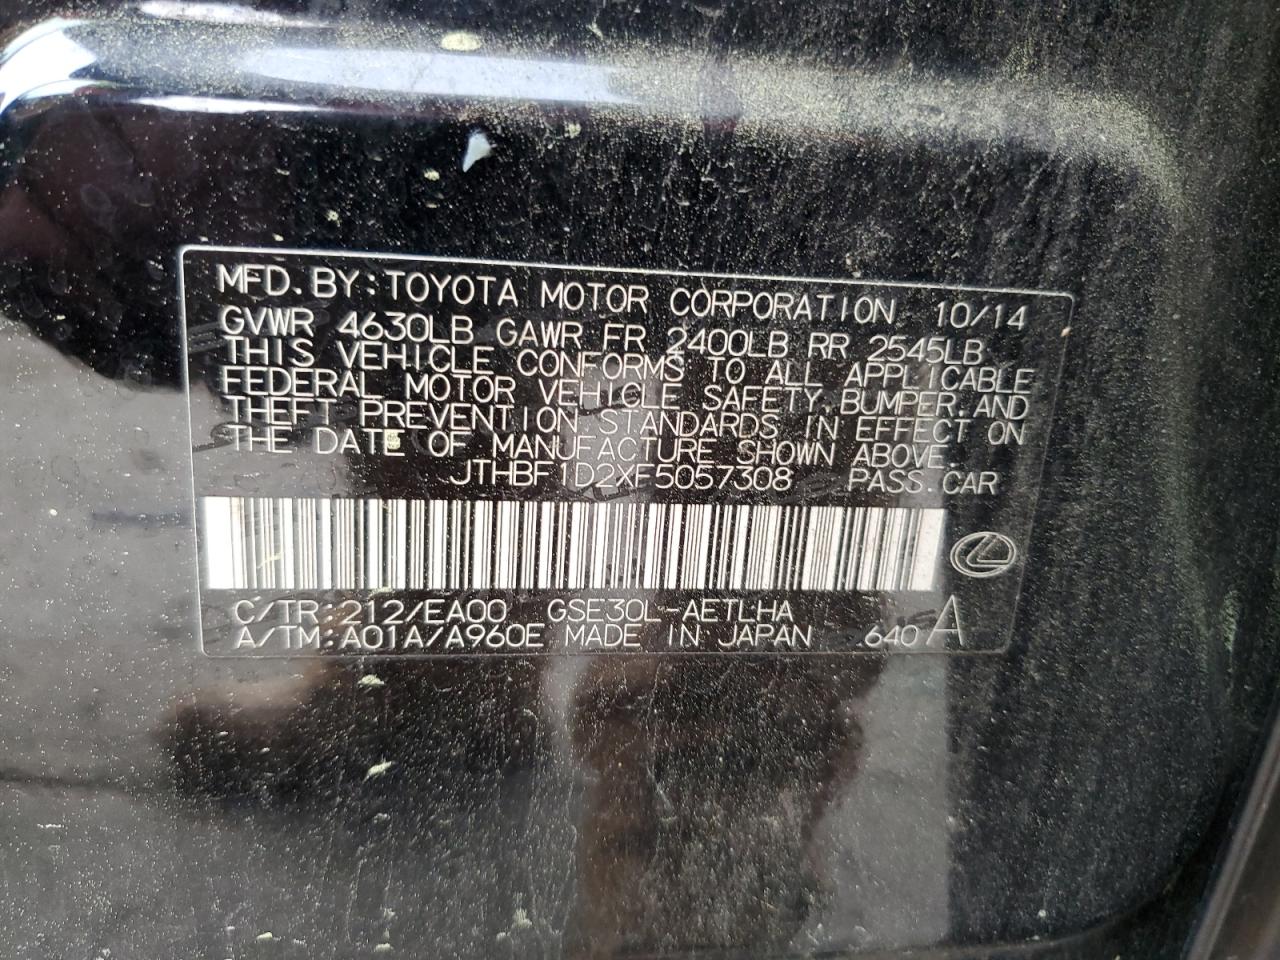 MFD. BY: TOYOTA MOTOR CORPORATION 10/14
GVWR 4630LB GAWR FR 2400LB RR 2545LB
THIS VEHICLE CONFORMS TO ALL APPLICABLE
FEDERAL MOTOR VEHICLE SAFETY, BUMPER, AND
THEFT PREVENTION STANDARDS IN EFFECT ON
THE DATE OF MANUFACTURE SHOWN ABOVE.
JTHBF1D2XF5057308 PASS. CAR
C/TR: 212/EA00 GSE30L-AETLHA
A/TM: A01A/A960E MADE IN JAPAN 640 A